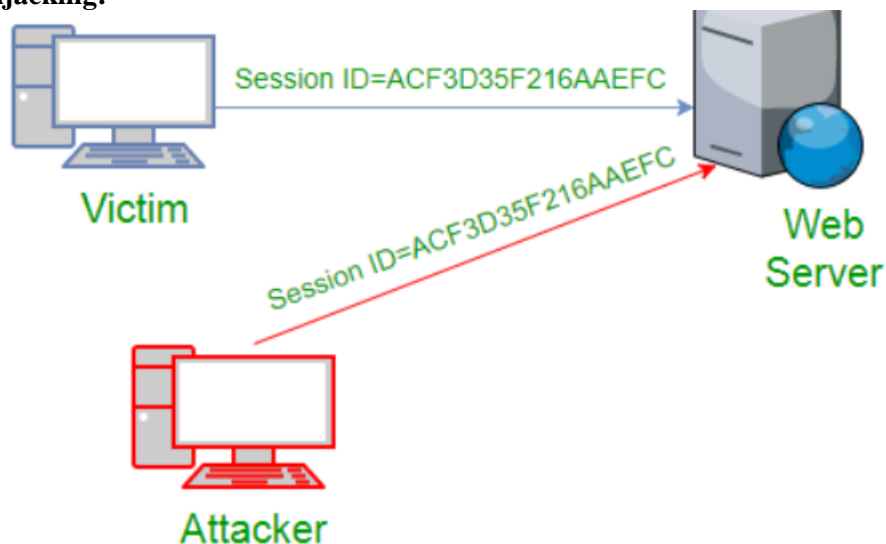 Session ID=ACF3D35F216AAEFC
Victim
Session ID=ACF3D35F216AAEFC
Web
Server
Attacker